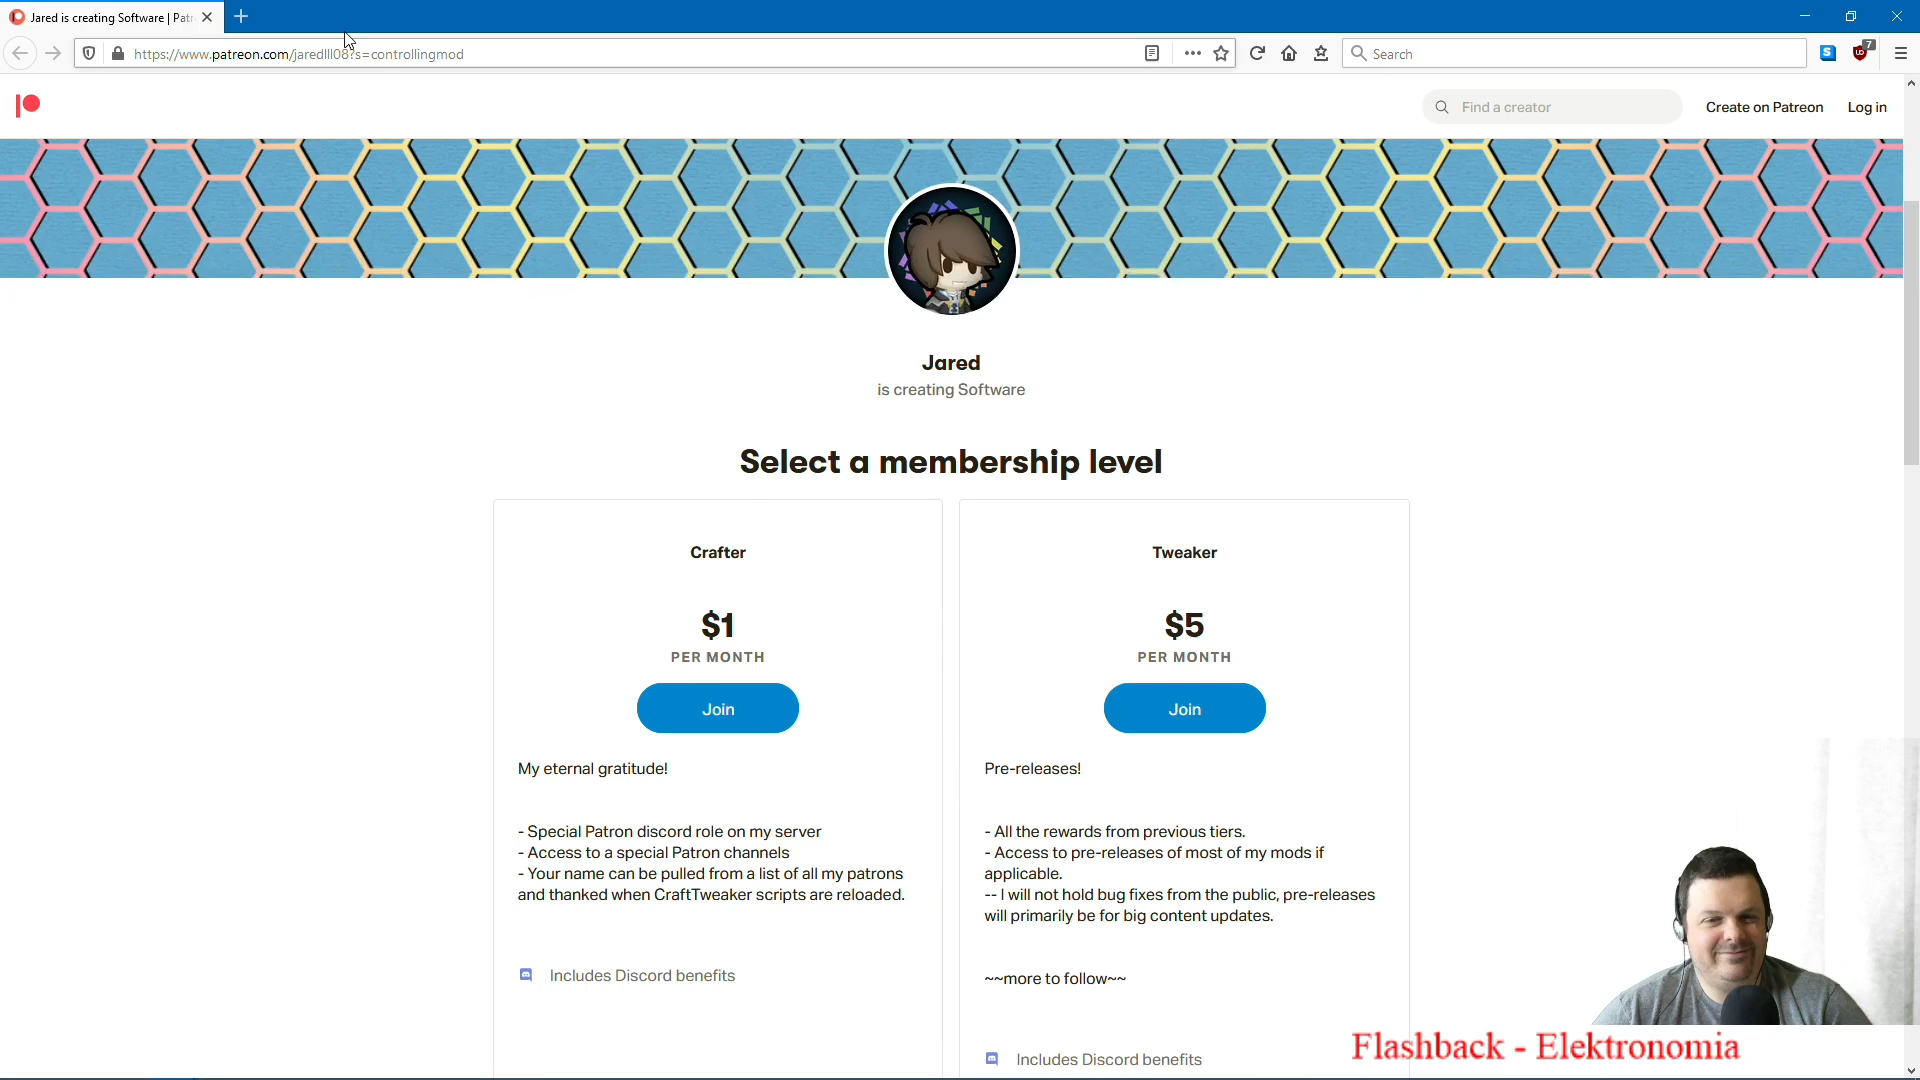 Jared is creating Software | Patr
https://www.patreon.com/jaredlll08?s=controllingmod
Search
S
7
Find a creator
Create on Patreon
Log in
Jared
is creating Software
Select a membership level
Crafter
$1
PER MONTH
Join
My eternal gratitude!
- Special Patron discord role on my server
- Access to a special Patron channels
- Your name can be pulled from a list of all my patrons
and thanked when CraftTweaker scripts are reloaded.
Includes Discord benefits
Tweaker
$5
PER MONTH
Join
Pre-releases!
- All the rewards from previous tiers.
- Access to pre-releases of most of my mods if
applicable.
-- I will not hold bug fixes from the public, pre-releases
will primarily be for big content updates.
~~more to follow~~
Includes Discord benefits
Flashback - Elektronomia